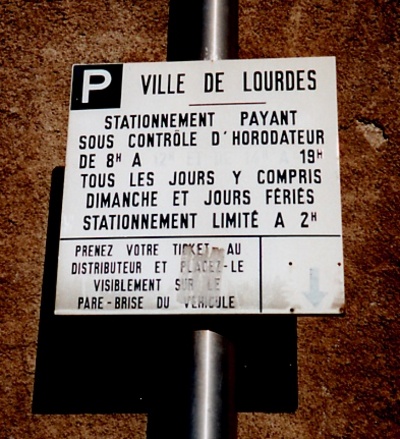 P VILLE DE LOURDES
STATIONNEMENT PAYANT
SOUS CONTRÔLE D'HORODATEUR
DE 8H A 19H
TOUS LES JOURS Y COMPRIS
DIMANCHE ET JOURS FÉRIÉS
STATIONNEMENT LIMITÉ A 2H
PRENEZ VOTRE TICKET AU
DISTRIBUTEUR ET PLACEZ-LE
VISIBLEMENT SUR LE
PARE-BRISE DU VEHICULE